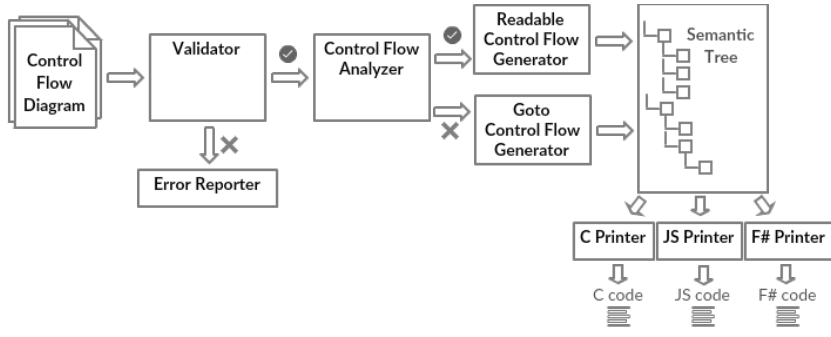 Control
Flow
Diagram
Validator
Error Reporter
Control Flow
Analyzer
Readable
Control Flow
Generator
Goto
Control Flow
Generator
Semantic
Tree
C Printer
JS Printer
F# Printer
C code
JS code
F# code